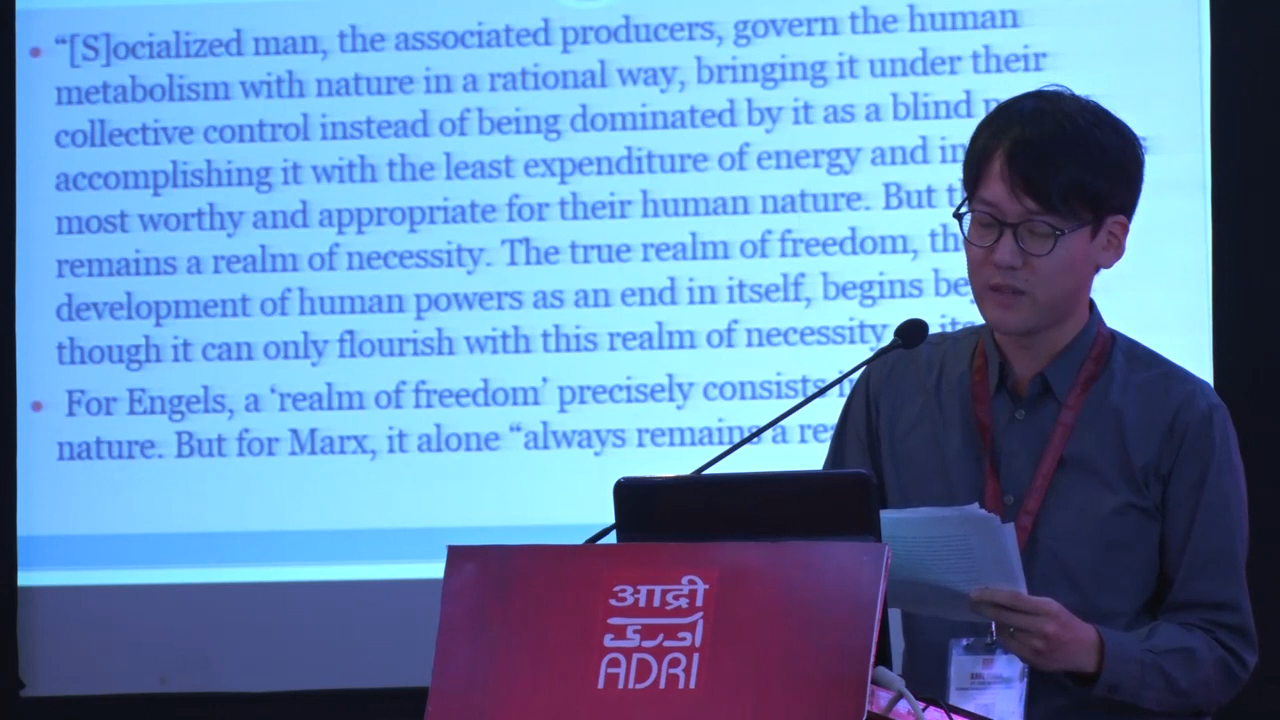 “[S]ocialized man, the associated producers, govern the human
metabolism with nature in a rational way, bringing it under their
collective control instead of being dominated by it as a blind
accomplishing it with the least expenditure of energy and in
most worthy and appropriate for their human nature. But
remains a realm of necessity. The true realm of freedom,
development of human powers as an end in itself, begins
though it can only flourish with this realm of necessity
For Engels, a ‘realm of freedom’ precisely consists
nature. But for Marx, it alone “always remains a
आद्री
ADRI